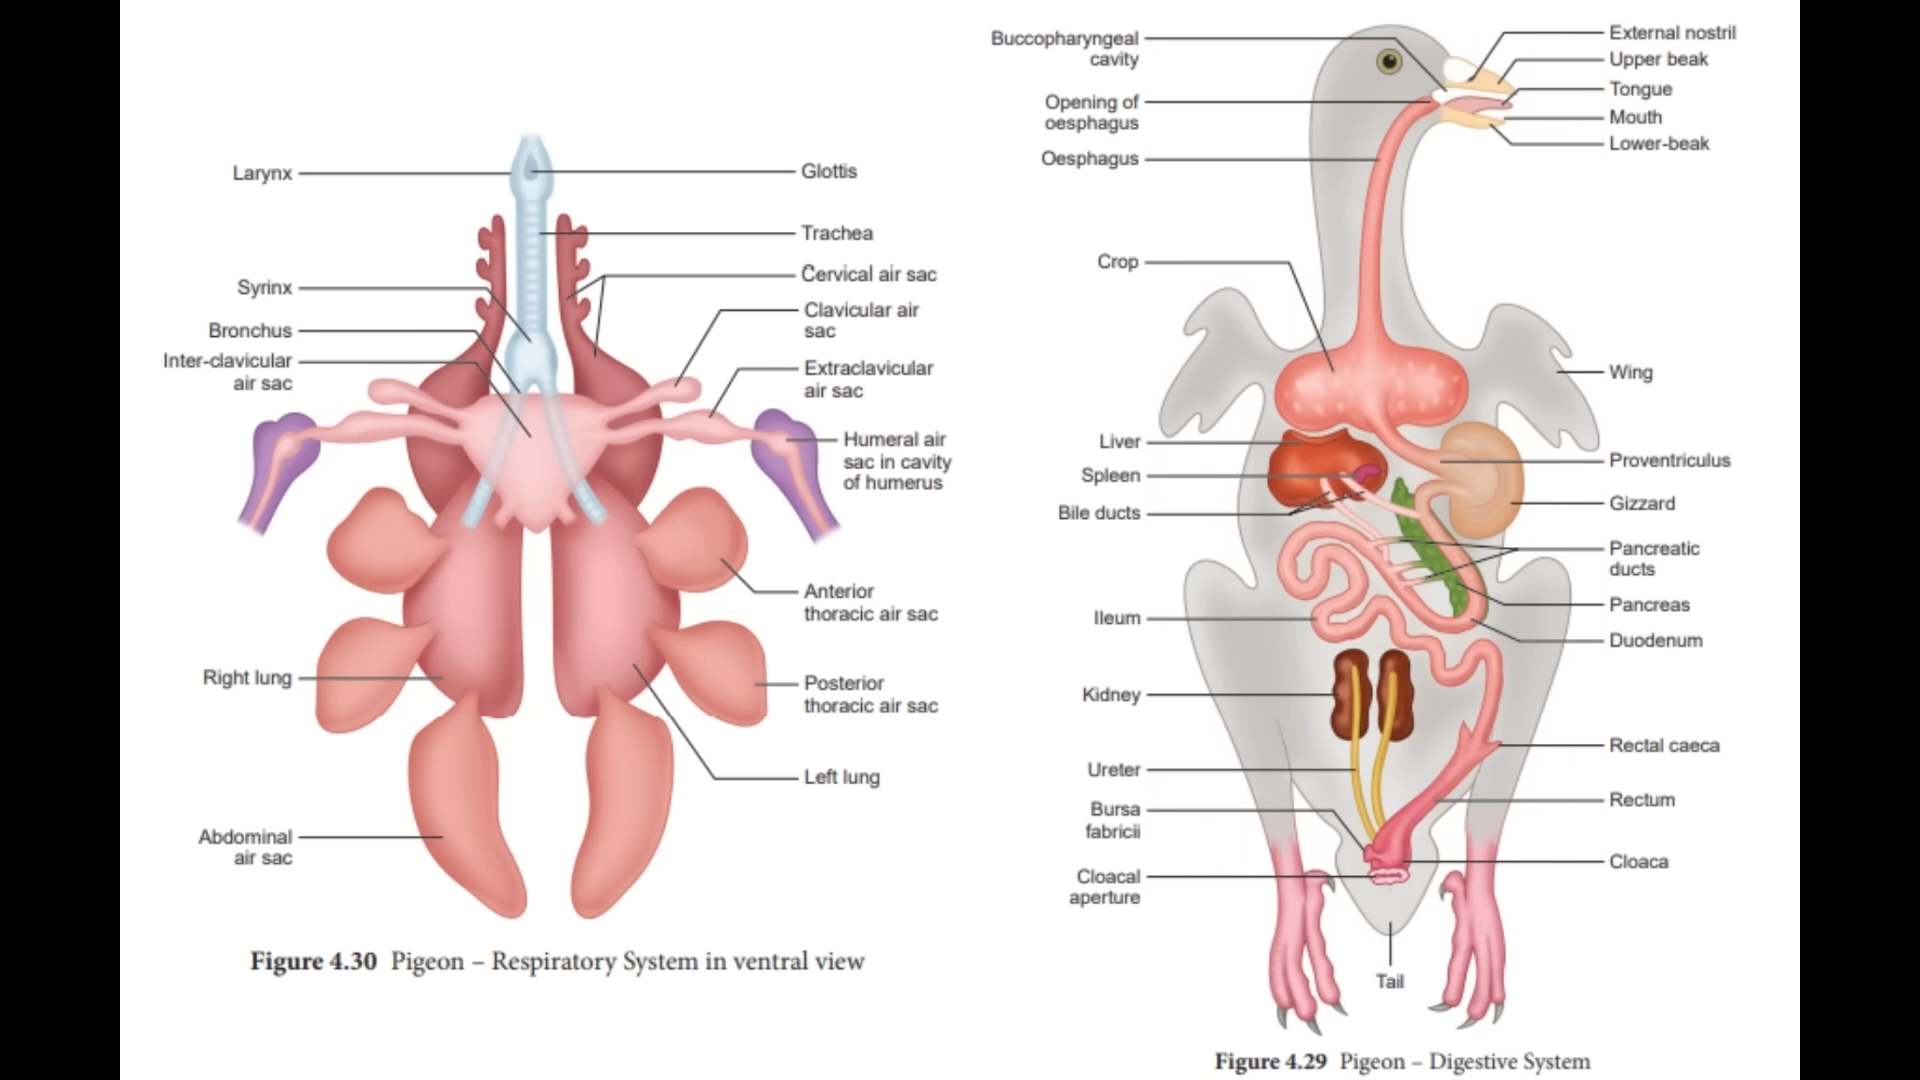 Larynx
Syrinx
Bronchus
Inter-clavicular
air sac
Right lung
Abdominal
air sac
Glottis
Trachea
Cervical air sac
Clavicular air
sac
Extraclavicular
air sac
Humeral air
sac in cavity
of humerus
Anterior
thoracic air sac
Posterior
thoracic air sac
Left lung
Figure 4.30 Pigeon – Respiratory System in ventral view
Buccopharyngeal
cavity
Opening of
oesphagus
Oesphagus
Crop
Liver
Spleen
Bile ducts
Ileum
Kidney
Ureter
Bursa
fabricii
Cloacal
aperture
External nostril
Upper beak
Tongue
Mouth
Lower-beak
Wing
Proventriculus
Gizzard
Pancreatic
ducts
Pancreas
Duodenum
Rectal caeca
Rectum
Cloaca
Tail
Figure 4.29 Pigeon – Digestive System